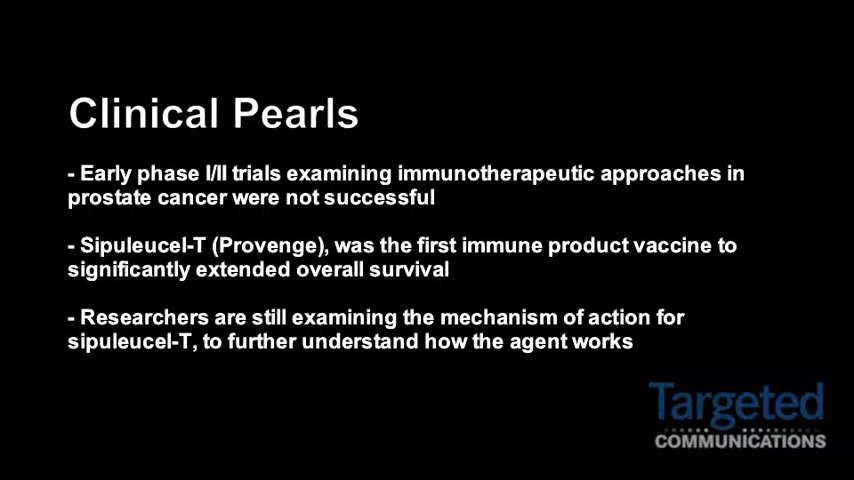 Clinical Pearls
- Early phase I/II trials examining immunotherapeutic approaches in
prostate cancer were not successful
- Sipuleucel-T (Provenge), was the first immune product vaccine to
significantly extended overall survival
- Researchers are still examining the mechanism of action for
sipuleucel-T, to further understand how the agent works
Targeted
COMMUNICATIONS